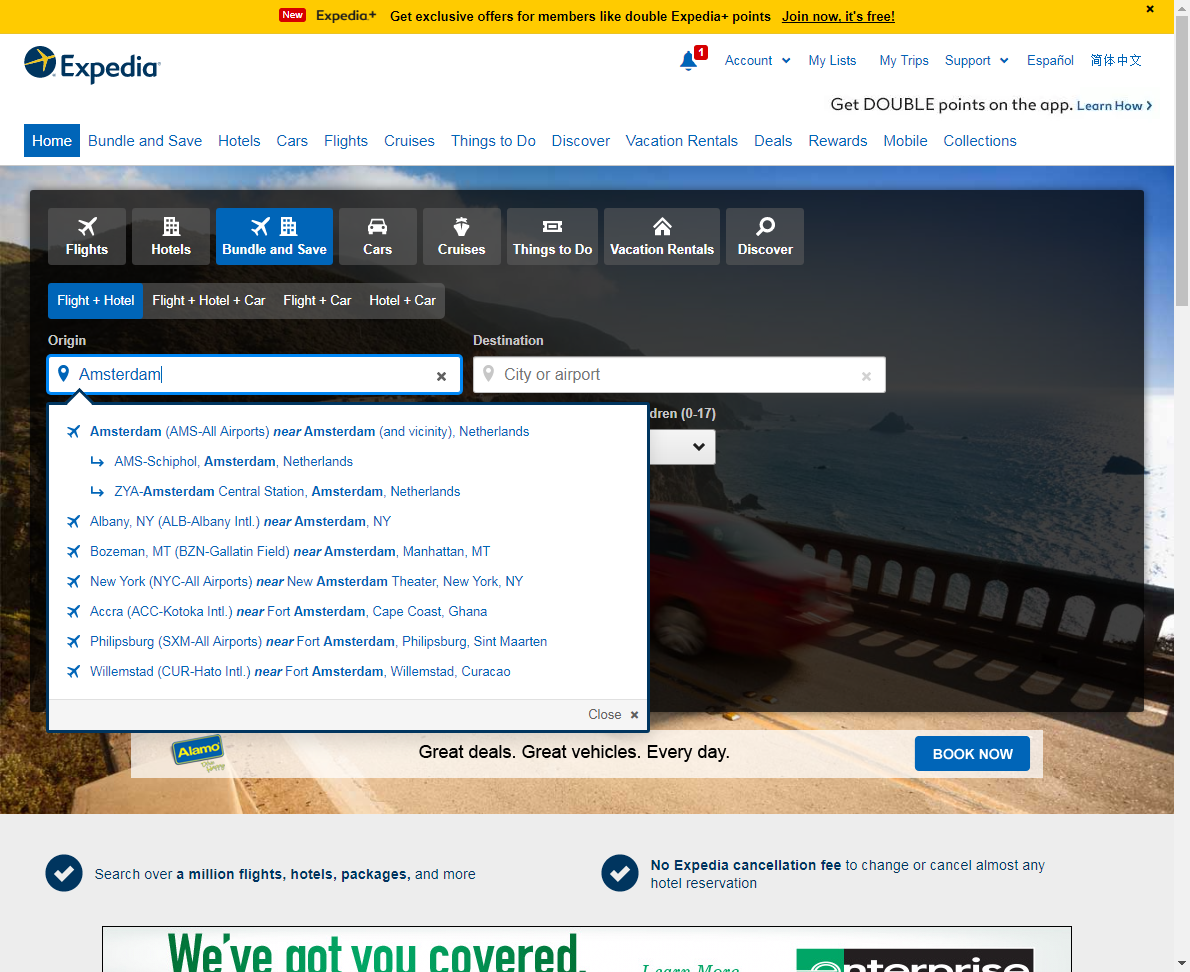 New Expedia+ Get exclusive offers for members like double Expedia+ points Join now, it's free!
Expedia
1 Account My Lists My Trips Support Español 简体中文
Get DOUBLE points on the app. Learn How
Home Bundle and Save Hotels Cars Flights Cruises Things to Do Discover Vacation Rentals Deals Rewards Mobile Collections
Flights Hotels Bundle and Save Cars Cruises Things to Do Vacation Rentals Discover
Flight + Hotel Flight + Hotel + Car Flight + Car Hotel + Car
Origin Destination
Amsterdam City or airport
dren (0-17)
Amsterdam (AMS-All Airports) near Amsterdam (and vicinity), Netherlands
AMS-Schiphol, Amsterdam, Netherlands
ZYA-Amsterdam Central Station, Amsterdam, Netherlands
Albany, NY (ALB-Albany Intl.) near Amsterdam, NY
Bozeman, MT (BZN-Gallatin Field) near Amsterdam, Manhattan, MT
New York (NYC-All Airports) near New Amsterdam Theater, New York, NY
Accra (ACC-Kotoka Intl.) near Fort Amsterdam, Cape Coast, Ghana
Philipsburg (SXM-All Airports) near Fort Amsterdam, Philipsburg, Sint Maarten
Willemstad (CUR-Hato Intl.) near Fort Amsterdam, Willemstad, Curacao
Close
Alamo Great deals. Great vehicles. Every day. BOOK NOW
Search over a million flights, hotels, packages, and more
No Expedia cancellation fee to change or cancel almost any
hotel reservation
We've got you covered. Learn More enterprise